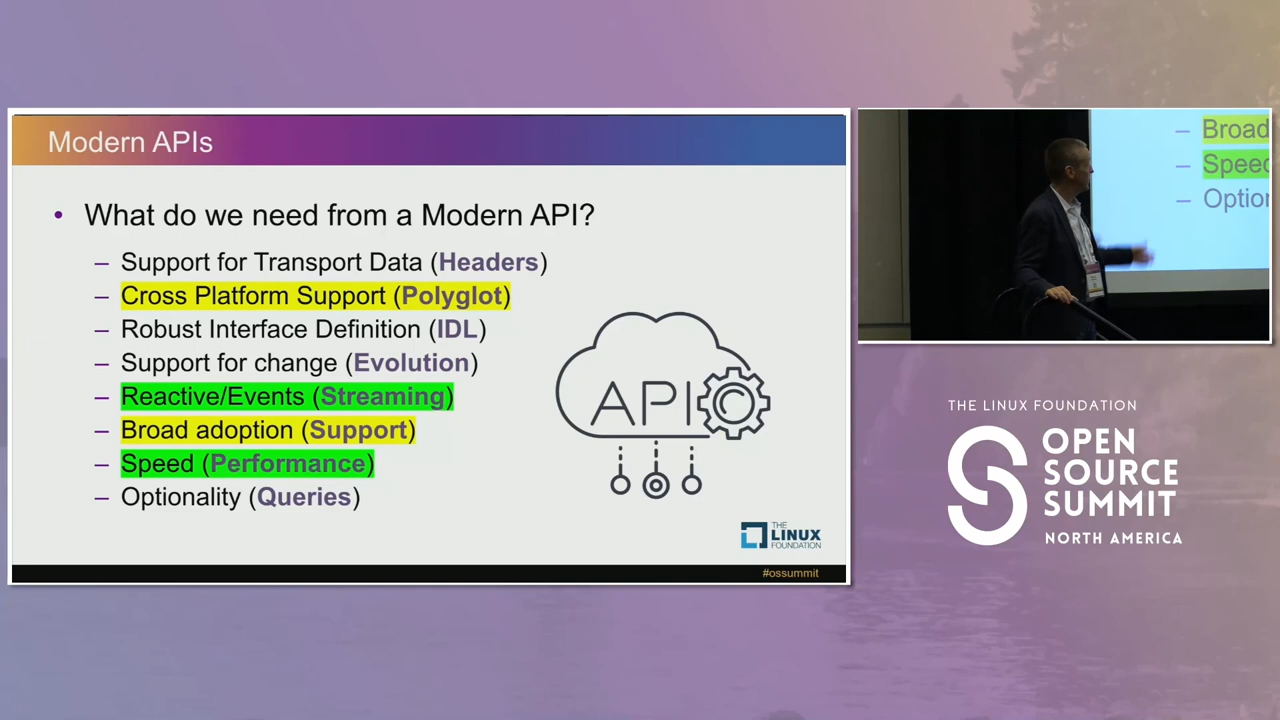 Modern APIs
• What do we need from a Modern API?
– Support for Transport Data (Headers)
– Cross Platform Support (Polyglot)
– Robust Interface Definition (IDL)
– Support for change (Evolution)
– Reactive/Events (Streaming)
– Broad adoption (Support)
– Speed (Performance)
– Optionality (Queries)
API
THE
LINUX
FOUNDATION
#ossummit
– Broad
– Speed
– Option
THE LINUX FOUNDATION
OPEN
SOURCE
SUMMIT
NORTH AMERICA